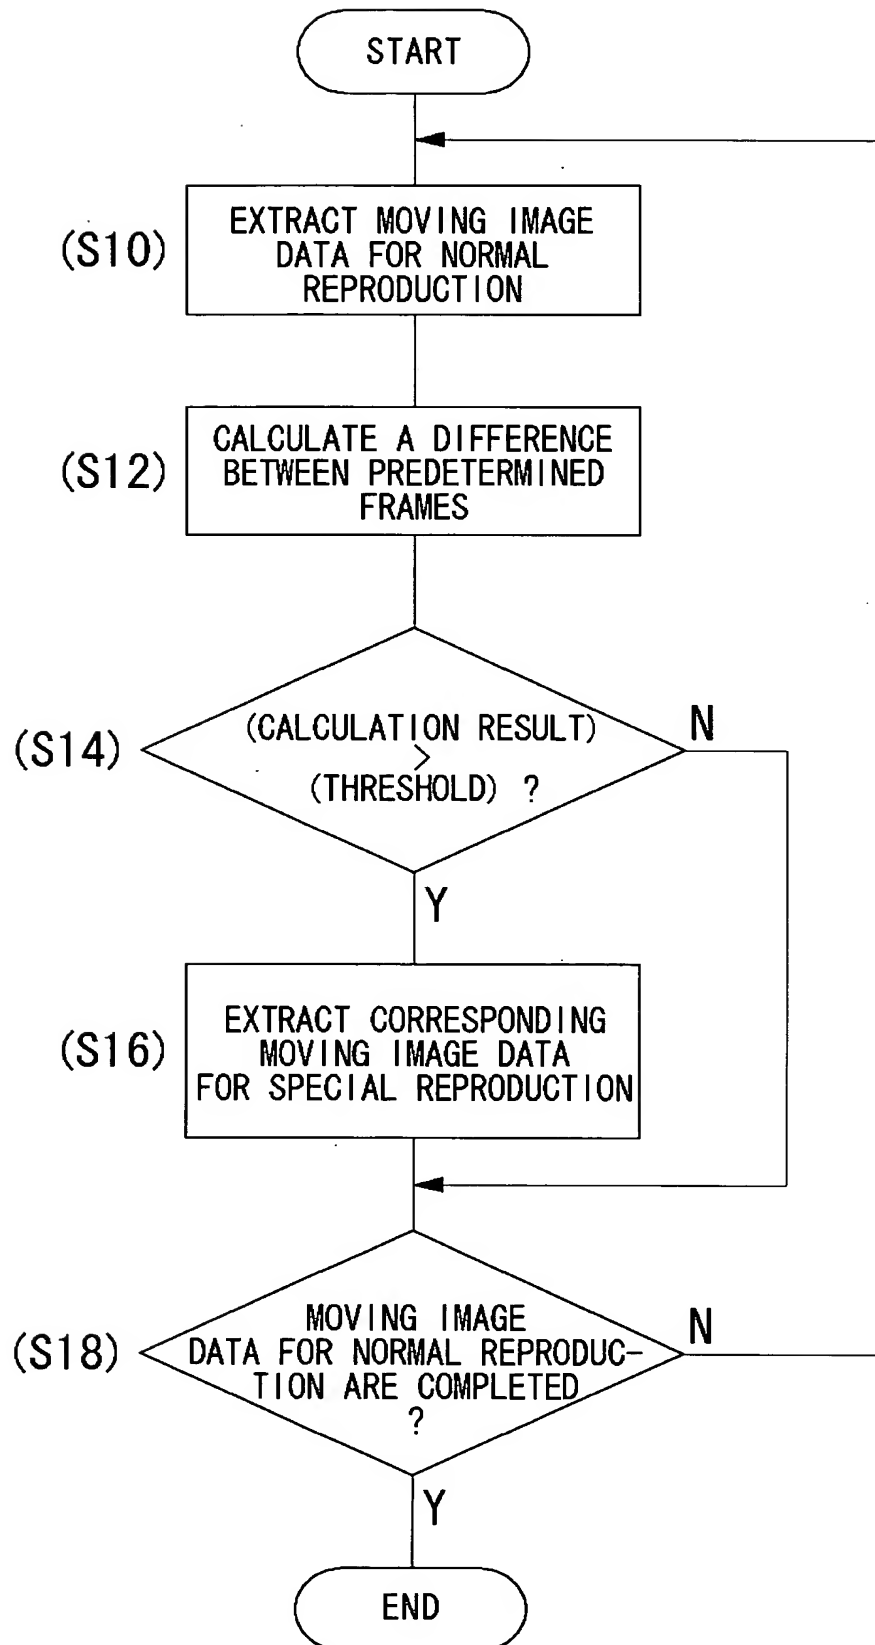 START
(S10)
EXTRACT MOVING IMAGE
DATA FOR NORMAL
REPRODUCTION
(S12)
CALCULATE A DIFFERENCE
BETWEEN PREDETERMINED
FRAMES
(S14)
(CALCULATION RESULT)
>
(THRESHOLD) ?
N
Y
(S16)
EXTRACT CORRESPONDING
MOVING IMAGE DATA
FOR SPECIAL REPRODUCTION
(S18)
MOVING IMAGE
DATA FOR NORMAL REPRODUC-
TION ARE COMPLETED
?
N
Y
END